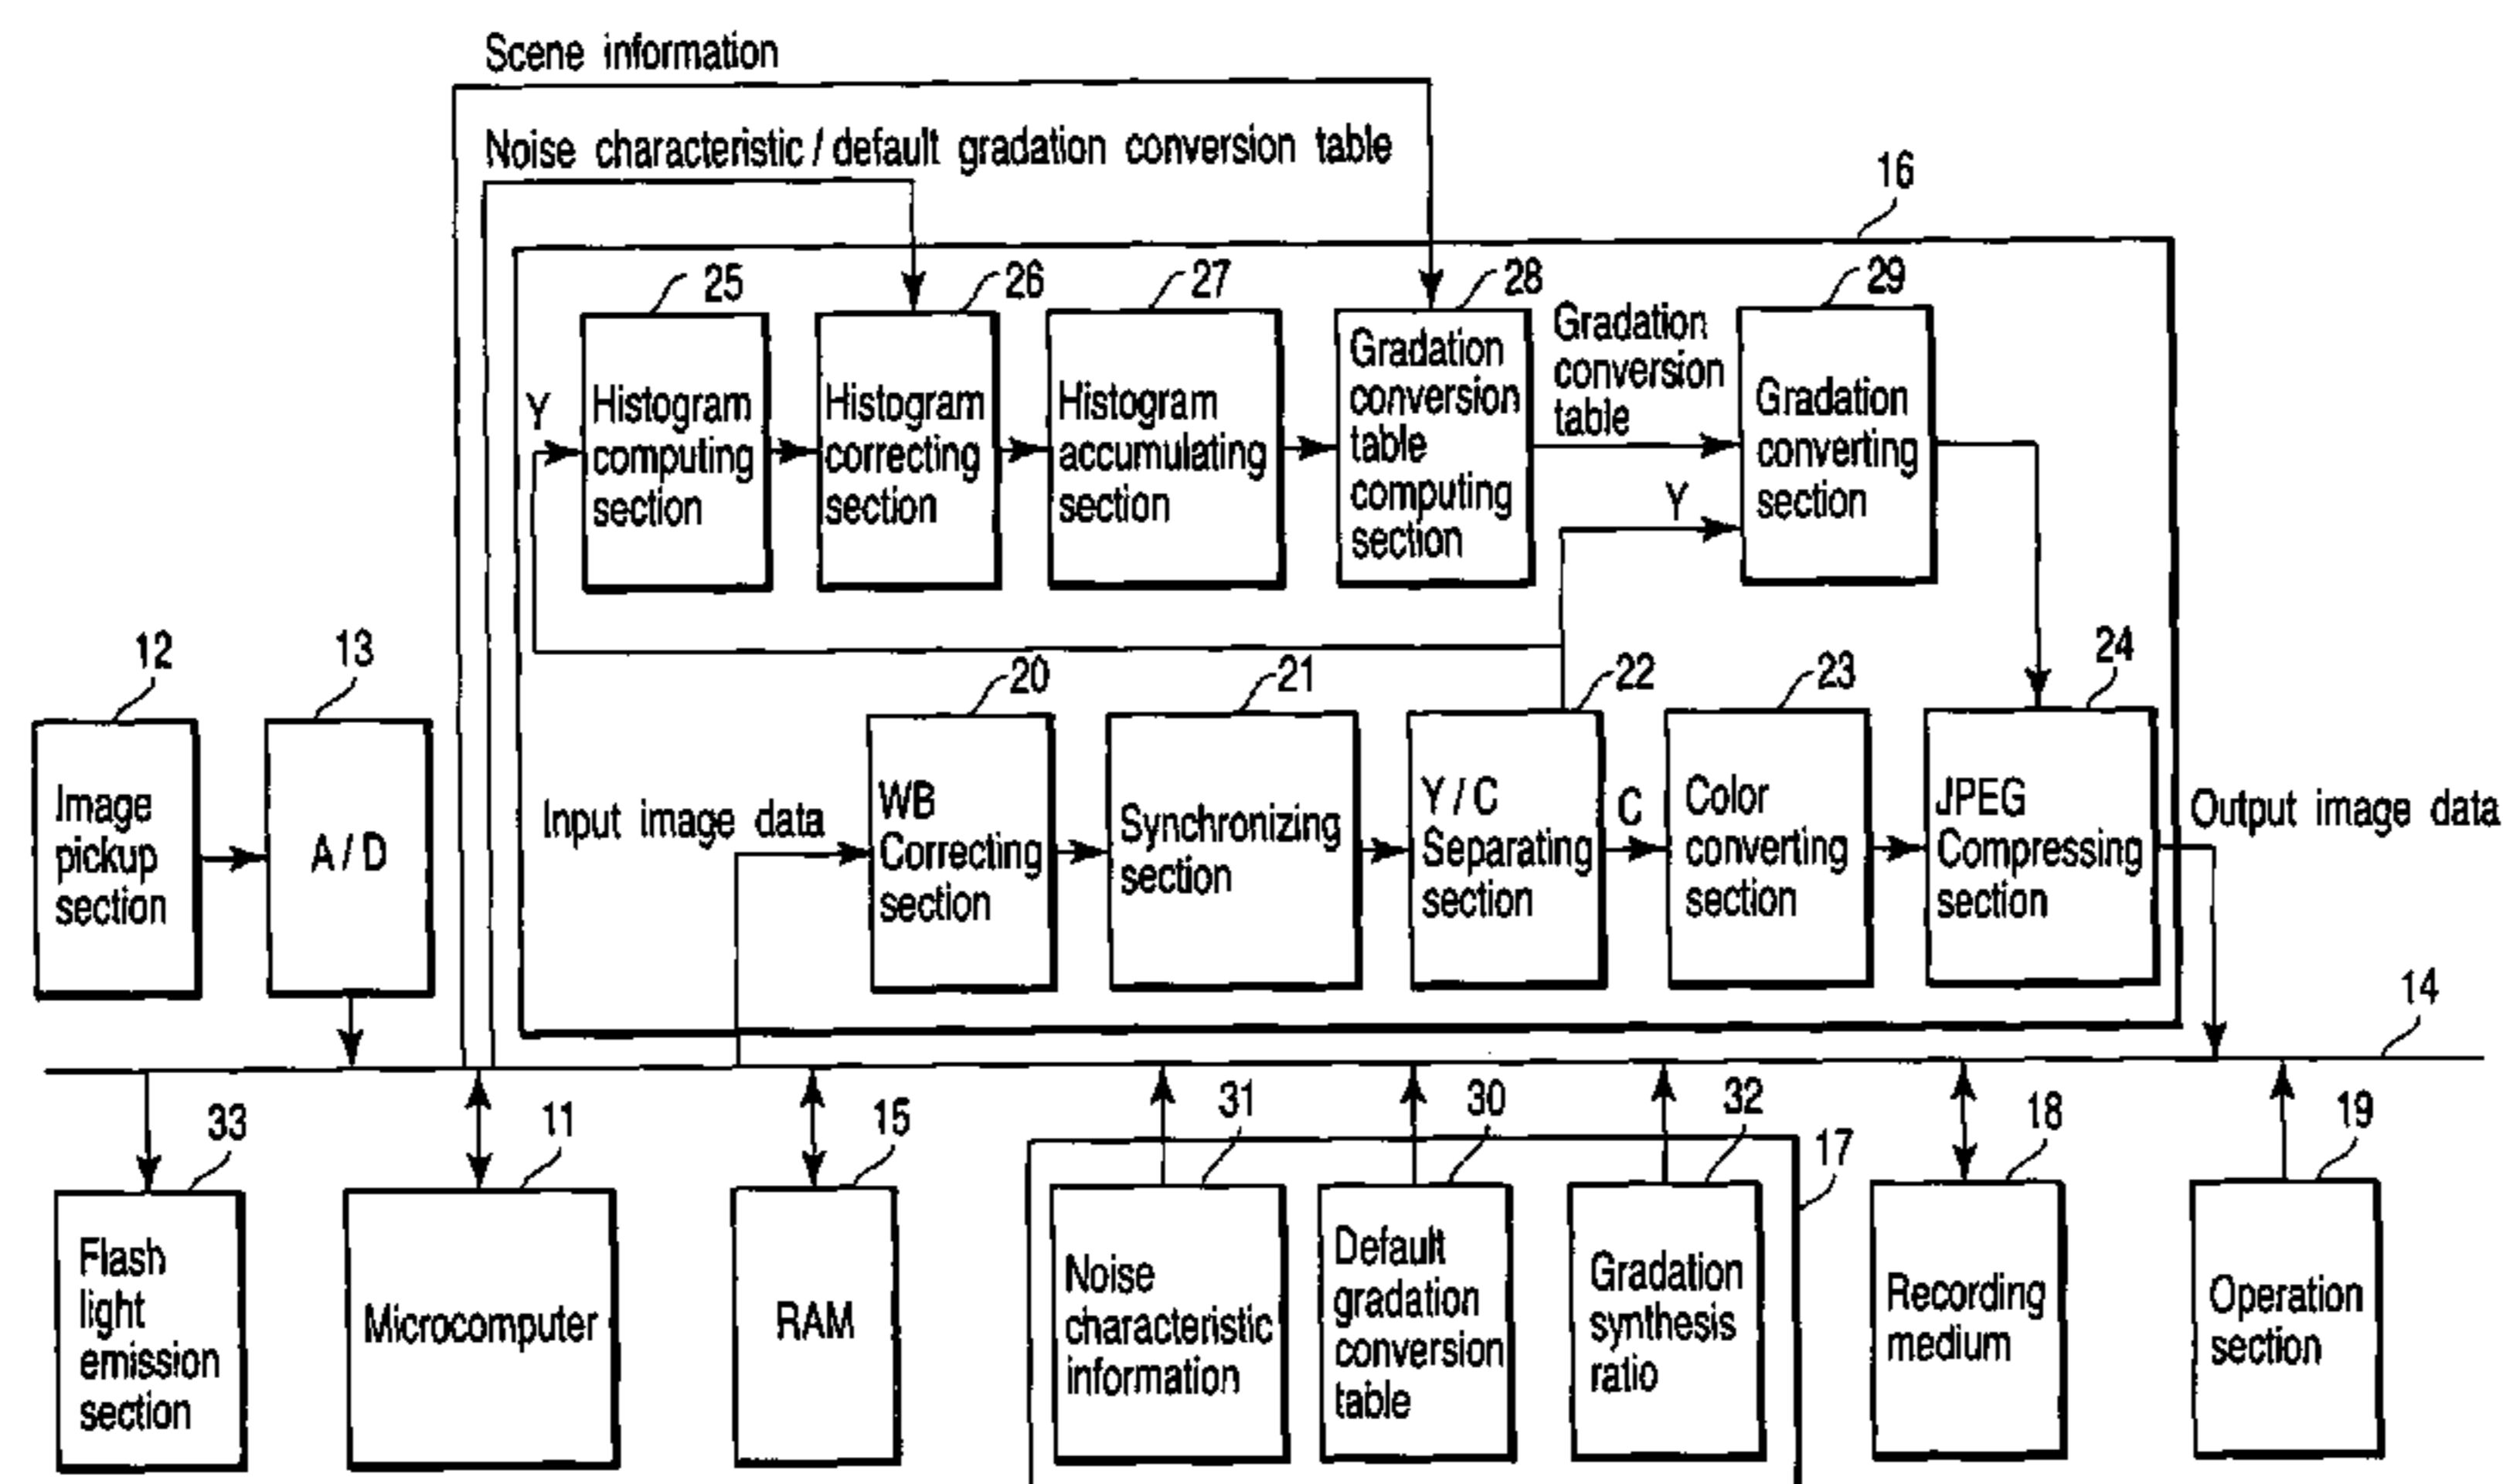 Scene information
Noise characteristic / default gradation conversion table
16
25
26
27
28
29
Y
Histogram
computing
section
Histogram
correcting
section
Histogram
accumulating
section
Gradation
conversion
table
computing
section
Gradation
conversion
table
Y
Gradation
converting
section
12
13
20
21
22
23
24
Image
pickup
section
A / D
Input image data
WB
Correcting
section
Synchronizing
section
Y / C
Separating
section
C
Color
converting
section
JPEG
Compressing
section
Output image data
14
33
11
15
31
30
32
17
18
19
Flash
light
emission
section
Microcomputer
RAM
Noise
characteristic
information
Default
gradation
conversion
table
Gradation
synthesis
ratio
Recording
medium
Operation
section